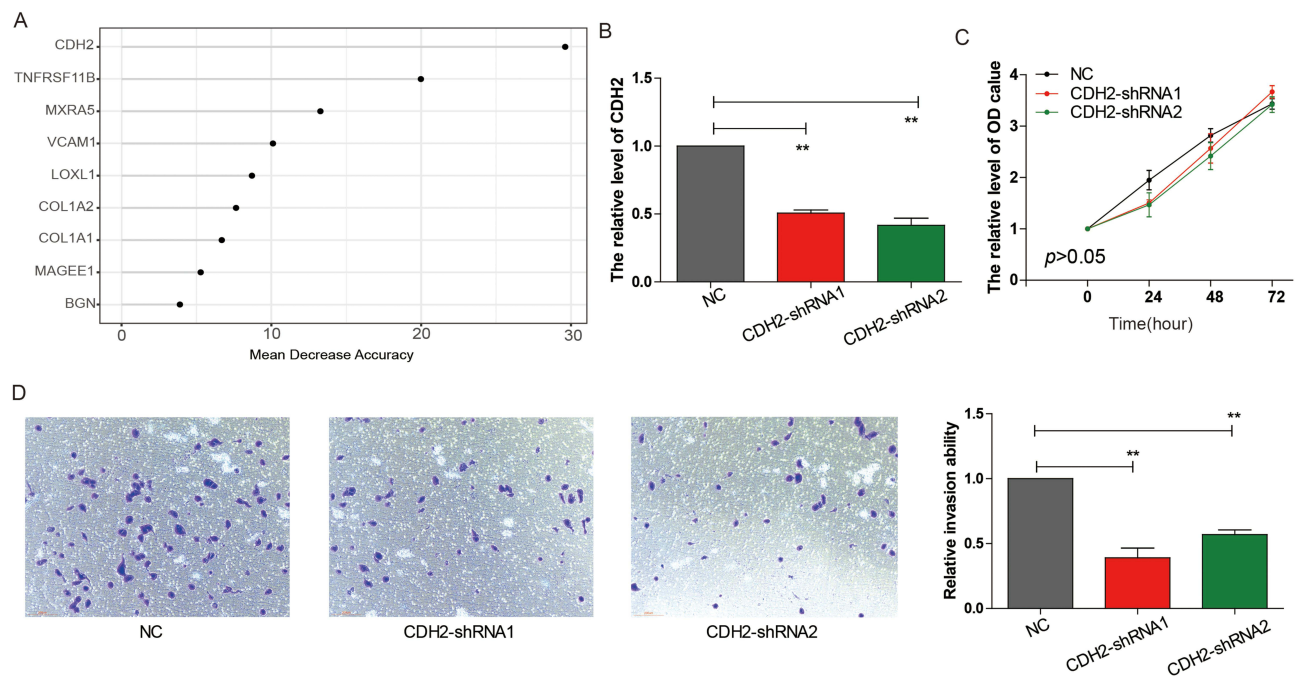 A
CDH2
TNFRSF11B
MXRA5
VCAM1
LOXL1
COL1A2
COL1A1
MAGEE1
BGN
0
10
20
30
Mean Decrease Accuracy
B
The relative level of CDH2
1.5
1.0
0.5
0.0
**
**
NC
CDH2-shRNA1
CDH2-shRNA2
C
The relative level of OD calue
4
3
2
1
0
NC
CDH2-shRNA1
CDH2-shRNA2
p>0.05
0
24
48
72
Time(hour)
D
NC
CDH2-shRNA1
CDH2-shRNA2
Relative invasion ability
1.5
1.0
0.5
0.0
**
**
NC
CDH2-shRNA1
CDH2-shRNA2